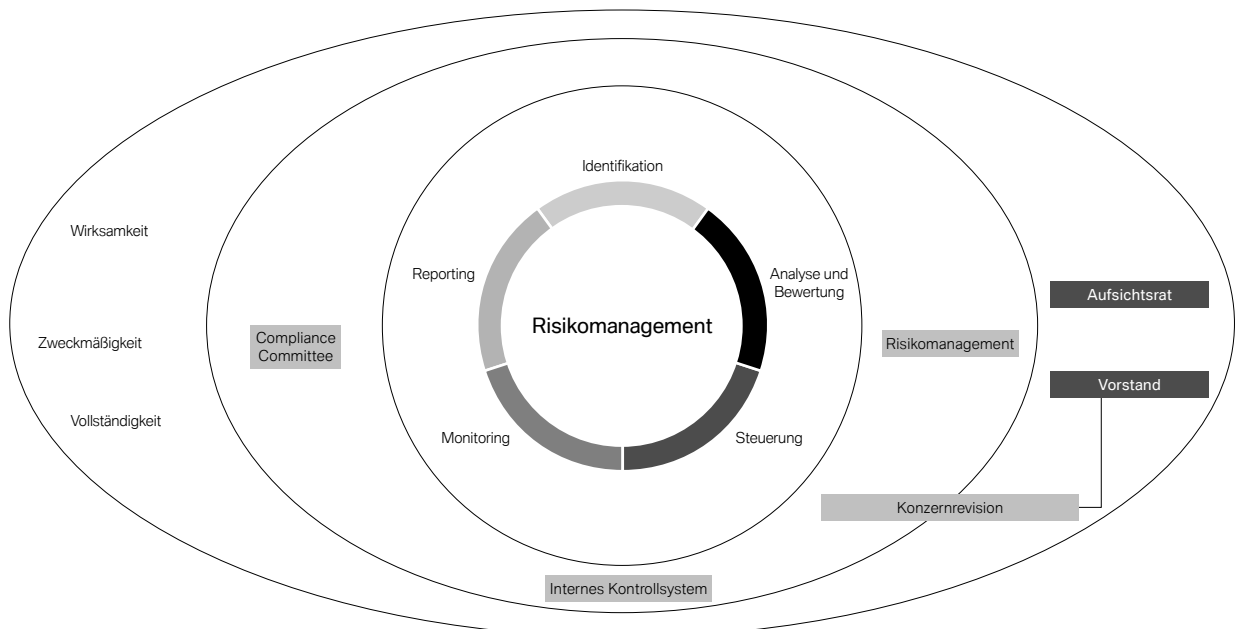 Identifikation
Wirksamkeit
Reporting
Analyse und
Bewertung
Aufsichtsrat
Risikomanagement
Compliance
Committee
Zweckmäßigkeit
Risikomanagement
Vorstand
Vollständigkeit
Monitoring
Steuerung
Konzernrevision
Internes Kontrollsystem